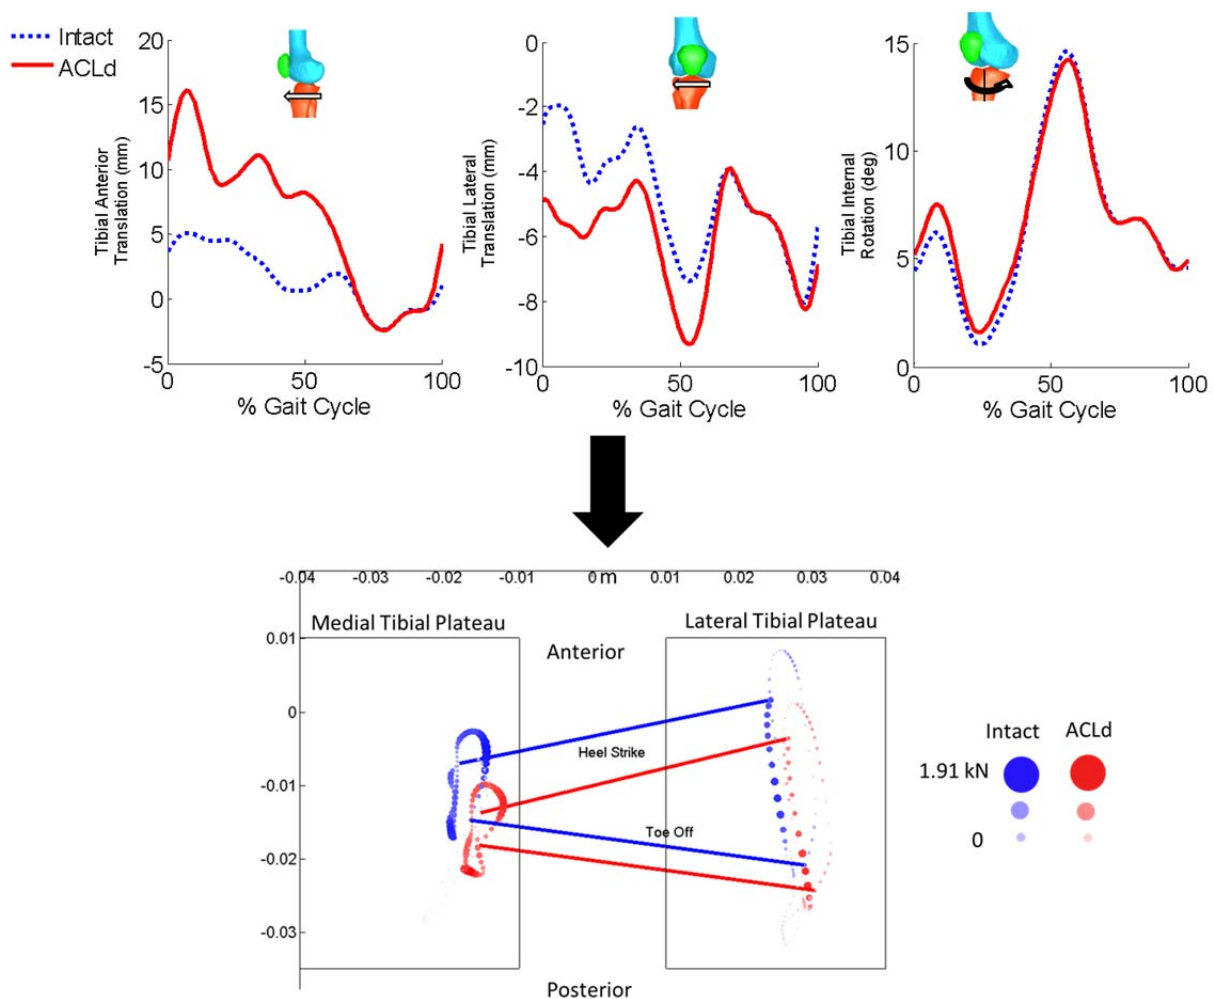 Intact
ACLd
20
15
10
5
0
-5
Tibial Anterior
Translation (mm)
0
50
100
% Gait Cycle
0
-2
-4
-6
-8
-10
Tibial Lateral
Translation (mm)
0
50
100
% Gait Cycle
15
10
5
0
Tibial Internal
Rotation (deg)
0
50
100
% Gait Cycle
-0.04 -0.03 -0.02 -0.01 0 m 0.01 0.02 0.03 0.04
Medial Tibial Plateau
Lateral Tibial Plateau
0.01
0
-0.01
-0.02
-0.03
Anterior
Heel Strike
Toe Off
Posterior
Intact ACLd
1.91 kN
0